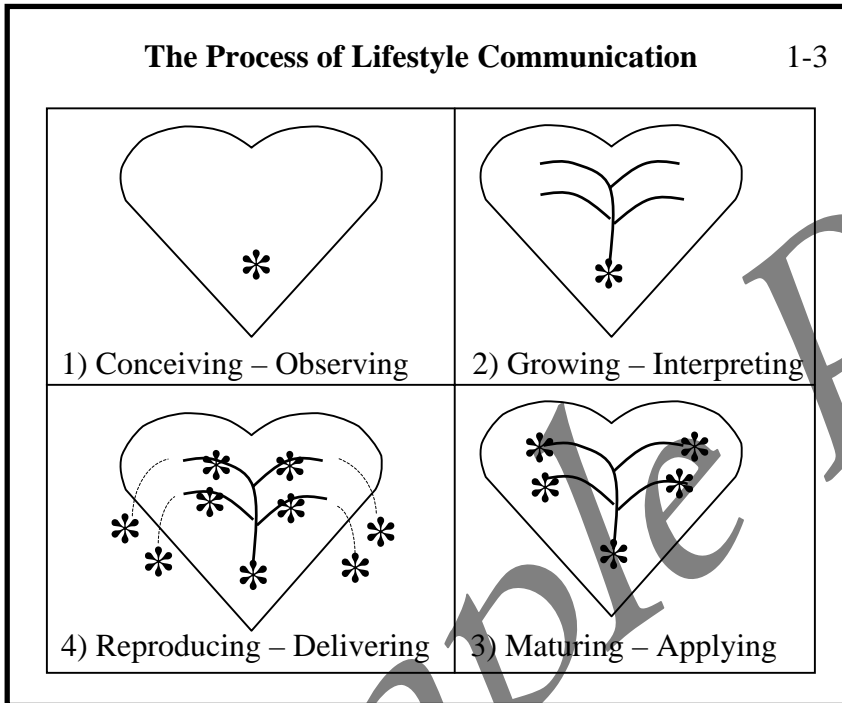 The Process of Lifestyle Communication 1-3
1) Conceiving – Observing
2) Growing – Interpreting
4) Reproducing – Delivering
3) Maturing – Applying